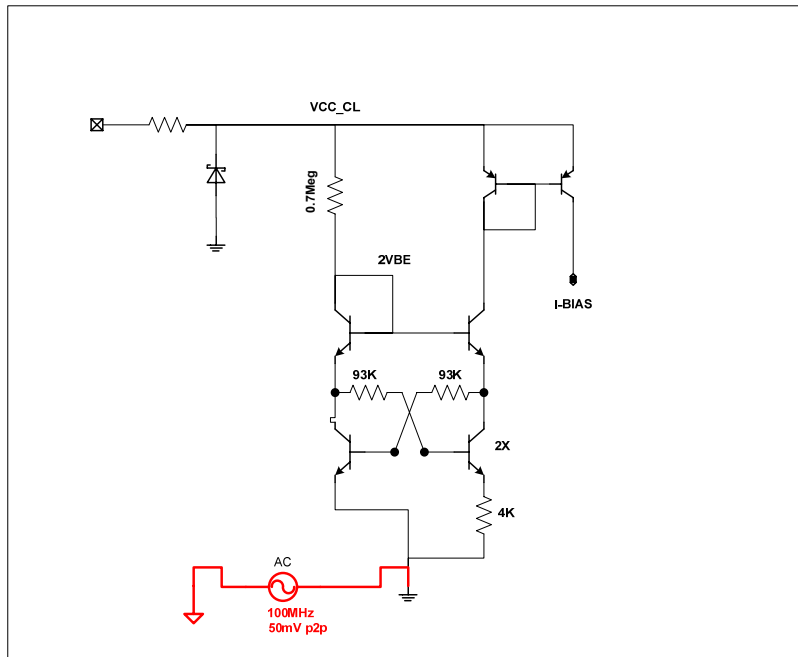 VCC_CL
0.7Meg
2VBE
I-BIAS
93K
93K
2X
4K
AC
100MHz
50mV p2p